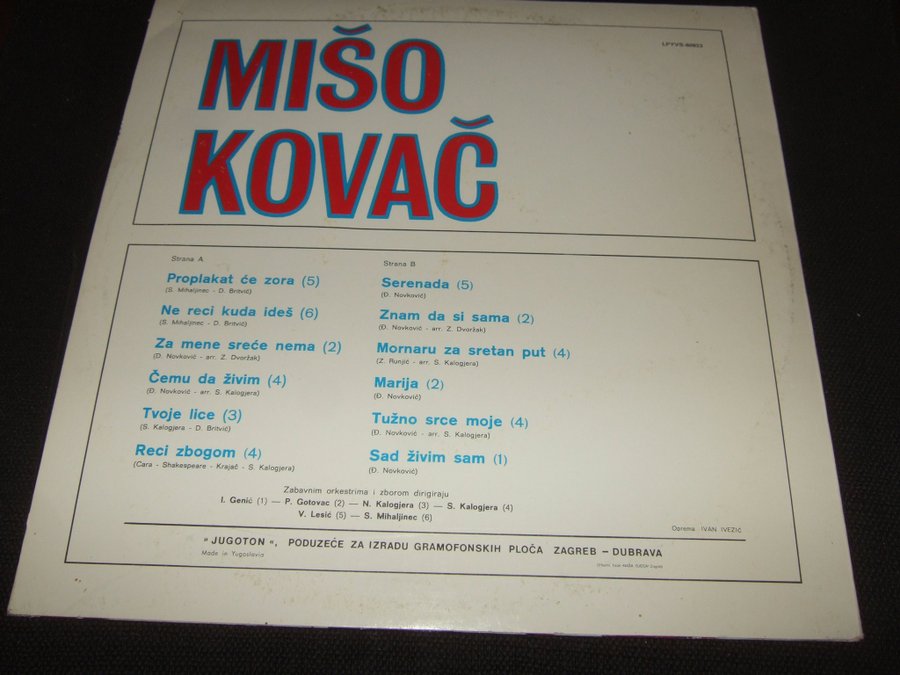 MIŠO
KOVAČ
LPYVS-60933
Strana A
Proplakat će zora (5)
(S. Mihaljinec - D. Britvić)
Ne reci kuda ideš (6)
(S. Mihaljinec - D. Britvić)
Za mene sreće nema (2)
(Đ. Novković - arr. Z. Dvoržak)
Čemu da živim (4)
(Đ. Novković - arr. S. Kalogjera)
Tvoje lice (3)
(S. Kalogjera - D. Britvić)
Reci zbogom (4)
(Cara - Shakespeare - Krajač - S. Kalogjera)
Strana B
Serenada (5)
(Đ. Novković)
Znam da si sama (2)
(Đ. Novković - arr. Z. Dvoržak)
Mornaru za sretan put (4)
(Z. Runjić - arr. S. Kalogjera)
Marija (2)
(Đ. Novković)
Tužno srce moje (4)
(Đ. Novković - arr. S. Kalogjera)
Sad živim sam (1)
(Đ. Novković)
Zabavnim orkestrima i zborom dirigiraju
I. Genić (1) — P. Gotovac (2) — N. Kalogjera (3) — S. Kalogjera (4)
V. Lesić (5) — S. Mihaljinec (6)
Oprema IVAN IVEZIĆ
"JUGOTON", PODUZEĆE ZA IZRADU GRAMOFONSKIH PLOČA ZAGREB – DUBRAVA
Made in Yugoslavia